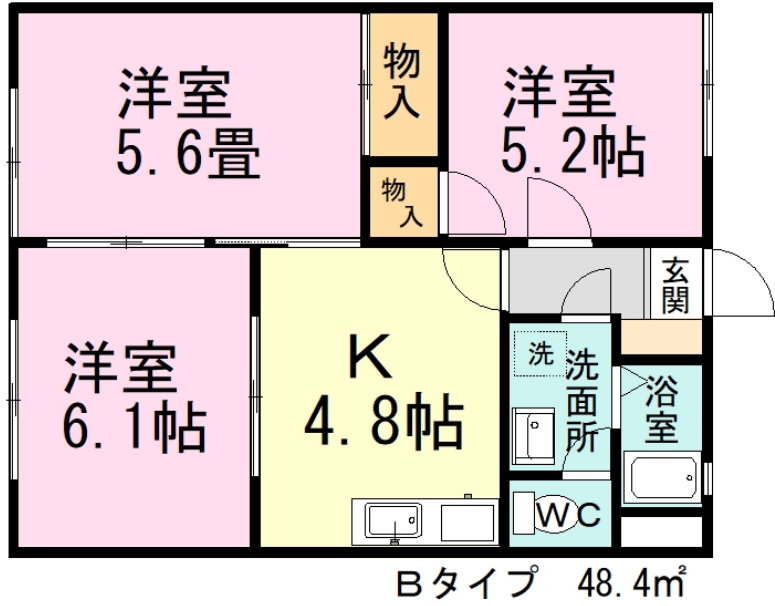 洋室
5.6畳
物入
洋室
5.2帖
物入
玄関
洋室
6.1帖
K
4.8帖
洗
洗面所
浴室
WC
Bタイプ 48.4㎡